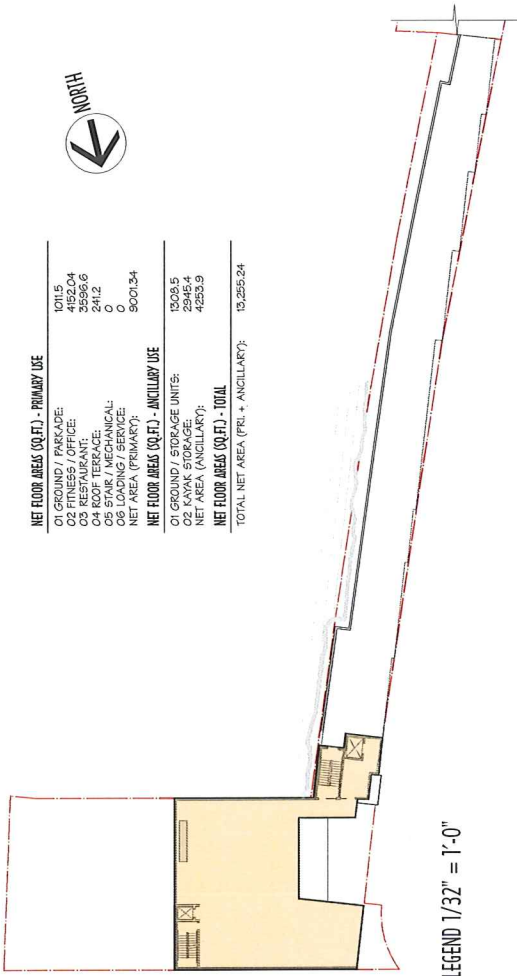 NORTH
NET FLOOR AREAS (SQ.FT.) - PRIMARY USE
01 GROUND / PARKADE: 1011.5
02 FITNESS / OFFICE: 4152.04
03 RESTAURANT: 3596.6
04 ROOF TERRACE: 241.2
05 STAIR / MECHANICAL: 0
06 LOADING / SERVICE: 0
NET AREA (PRIMARY): 9001.34
NET FLOOR AREAS (SQ.FT.) - ANCILLARY USE
01 GROUND / STORAGE UNITS: 1308.5
02 KAYAK STORAGE: 2945.4
NET AREA (ANCILLARY): 4253.9
NET FLOOR AREAS (SQ.FT.) - TOTAL
TOTAL NET AREA (PRI. + ANCILLARY): 13,255.24
LEGEND 1/32" = 1'-0"